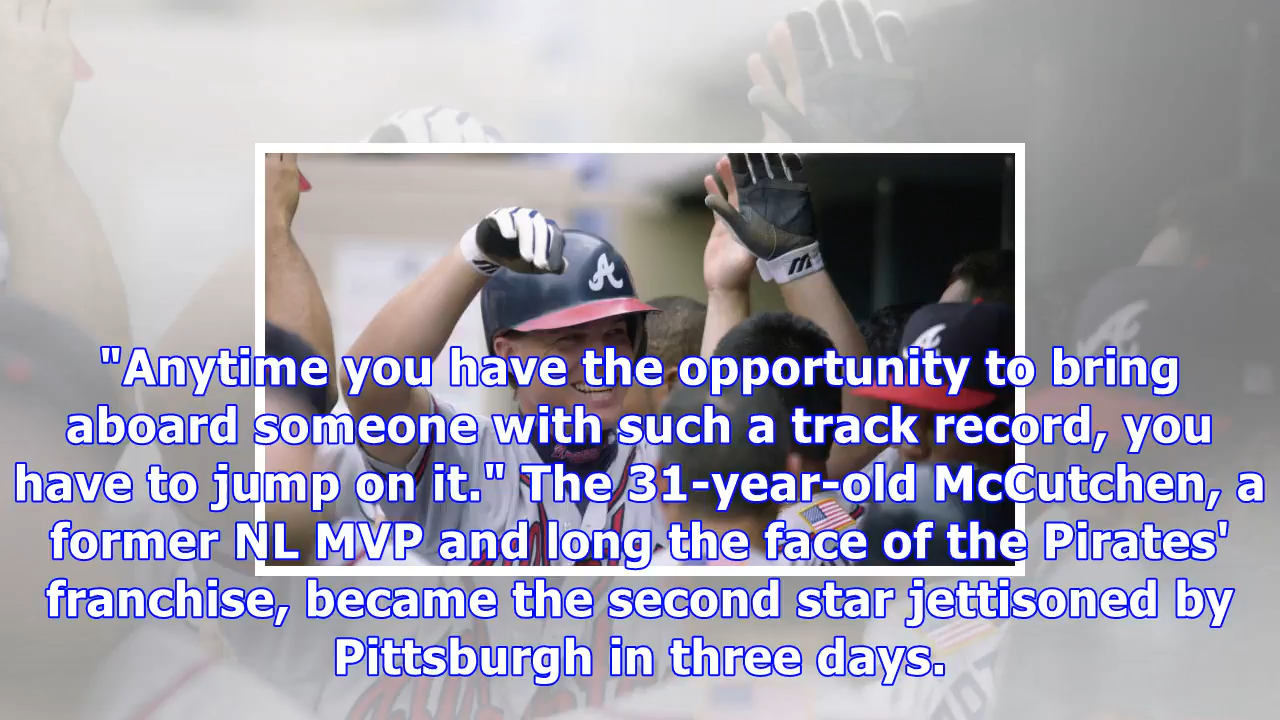 "Anytime you have the opportunity to bring
aboard someone with such a track record, you
have to jump on it." The 31-year-old McCutchen, a
former NL MVP and long the face of the Pirates'
franchise, became the second star jettisoned by
Pittsburgh in three days.
A